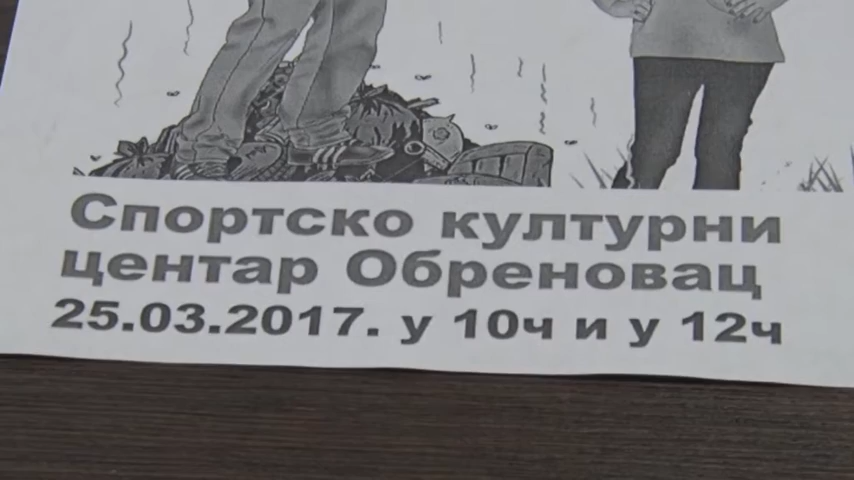 Спортско културни
центар Обреновац
25.03.2017. у 10ч и у 12ч